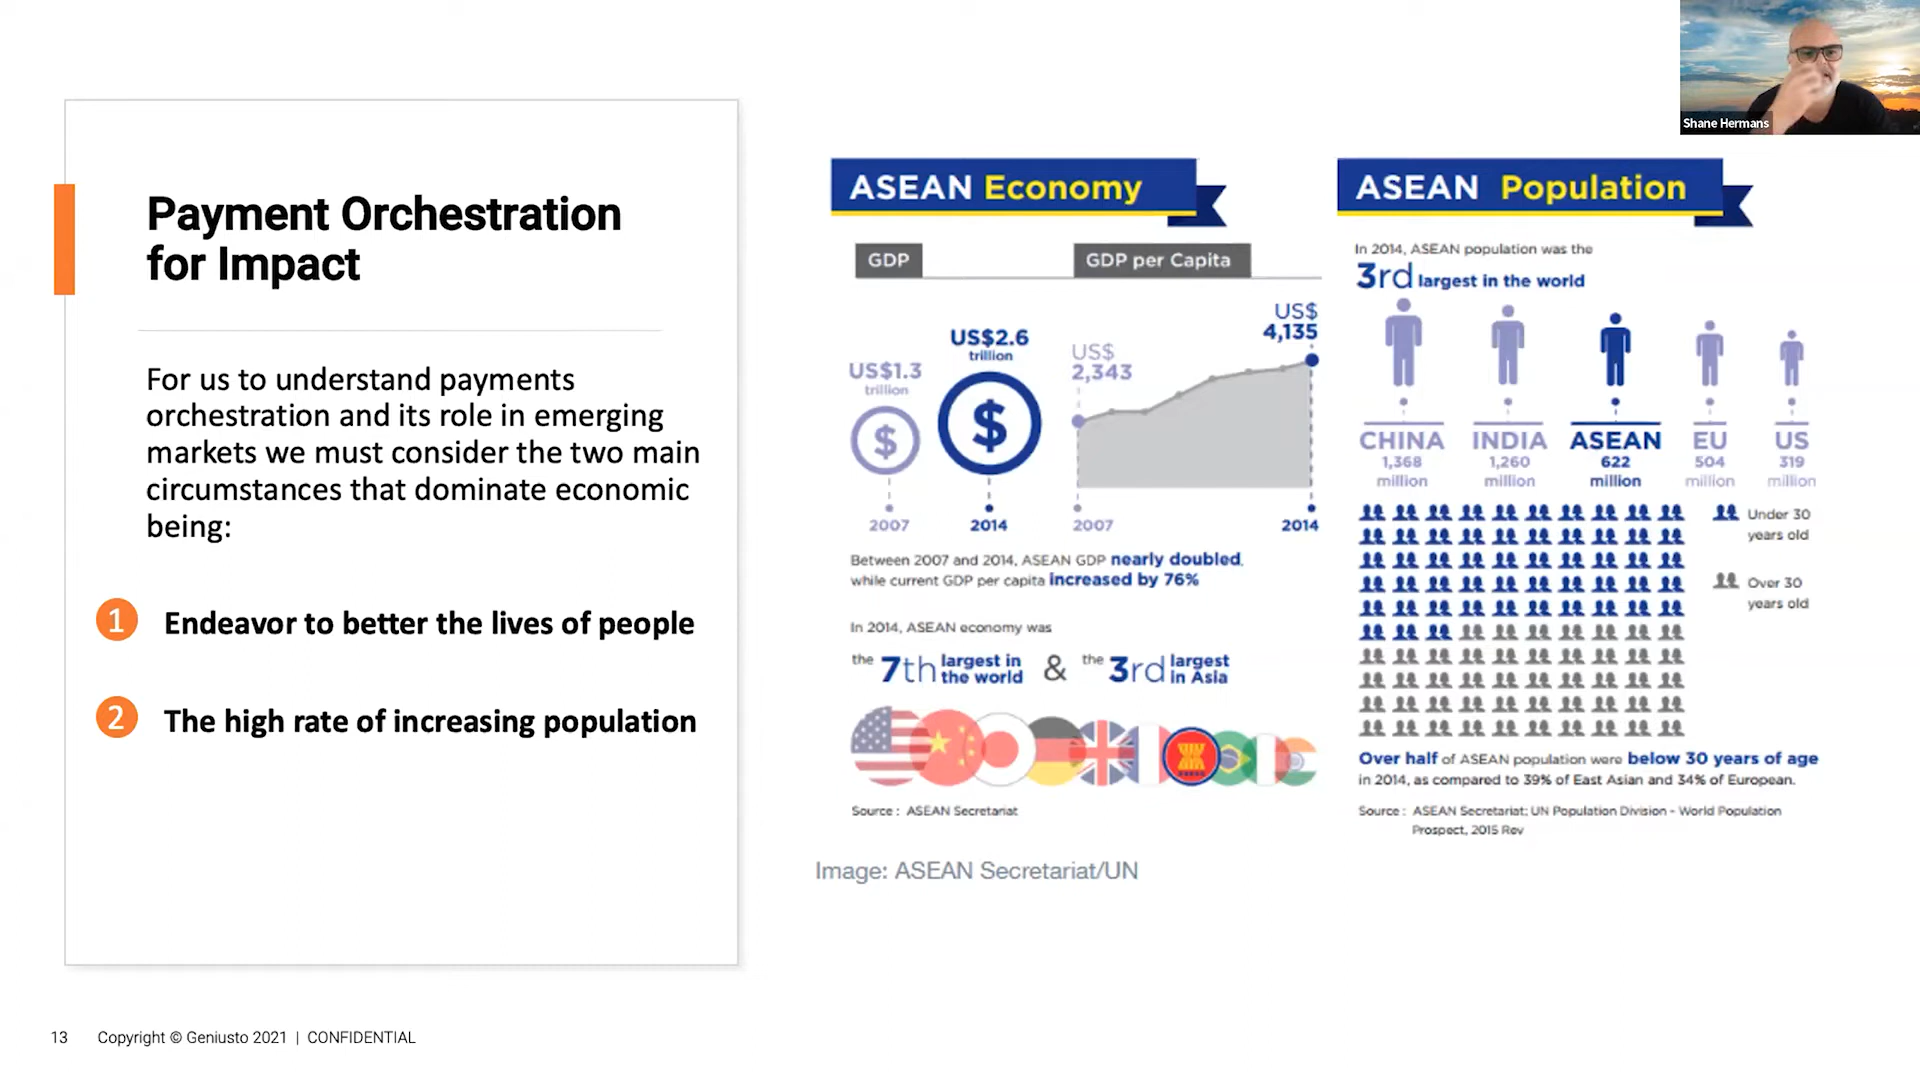 Shane Hermans
Payment Orchestration
for Impact
For us to understand payments
orchestration and its role in emerging
markets we must consider the two main
circumstances that dominate economic
being:
1 Endeavor to better the lives of people
2 The high rate of increasing population
ASEAN Economy
GDP
GDP per Capita
US$1.3
trillion
US$2.6
trillion
$
$
2007
2014
US$
2,343
US$
4,135
2007
2014
Between 2007 and 2014, ASEAN GDP nearly doubled,
while current GDP per capita increased by 76%
In 2014, ASEAN economy was
the 7th largest in the world & the 3rd largest in Asia
Source : ASEAN Secretariat
ASEAN Population
In 2014, ASEAN population was the
3rd largest in the world
CHINA
1,368
million
INDIA
1,260
million
ASEAN
622
million
EU
504
million
US
319
million
Under 30
years old
Over 30
years old
Over half of ASEAN population were below 30 years of age
in 2014, as compared to 39% of East Asian and 34% of European.
Source : ASEAN Secretariat; UN Population Division - World Population
Prospect, 2015 Rev
Image: ASEAN Secretariat/UN
13 Copyright © Geniusto 2021 | CONFIDENTIAL